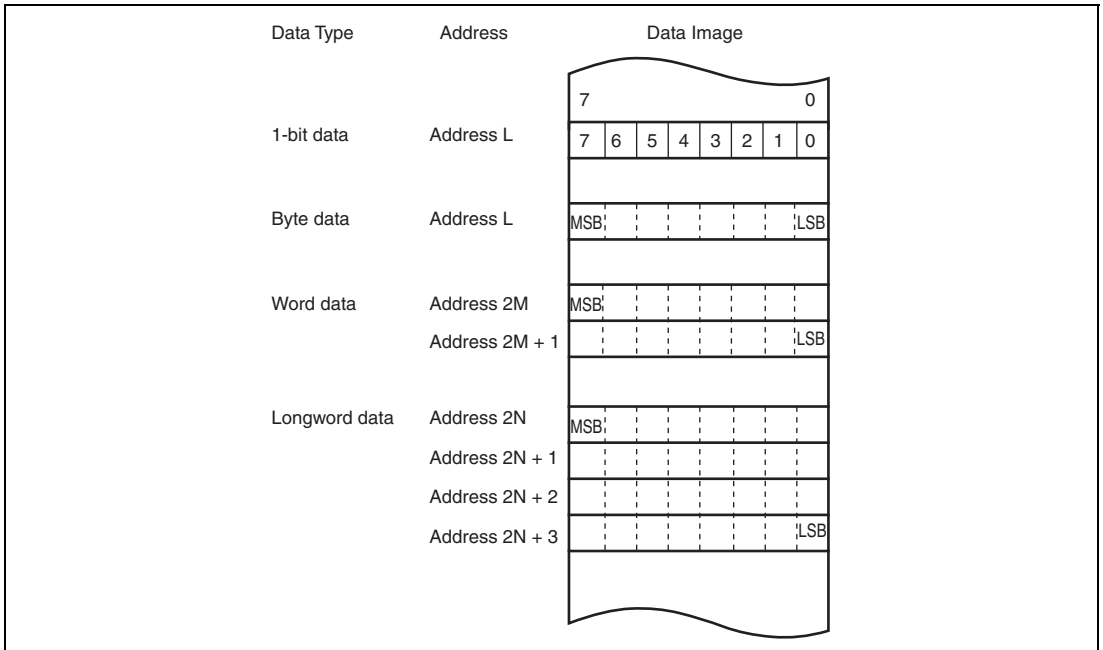 Data Type Address Data Image
7 0
1-bit data Address L 7 6 5 4 3 2 1 0
Byte data Address L MSB LSB
Word data Address 2M MSB
Address 2M + 1 LSB
Longword data Address 2N MSB
Address 2N + 1
Address 2N + 2
Address 2N + 3 LSB